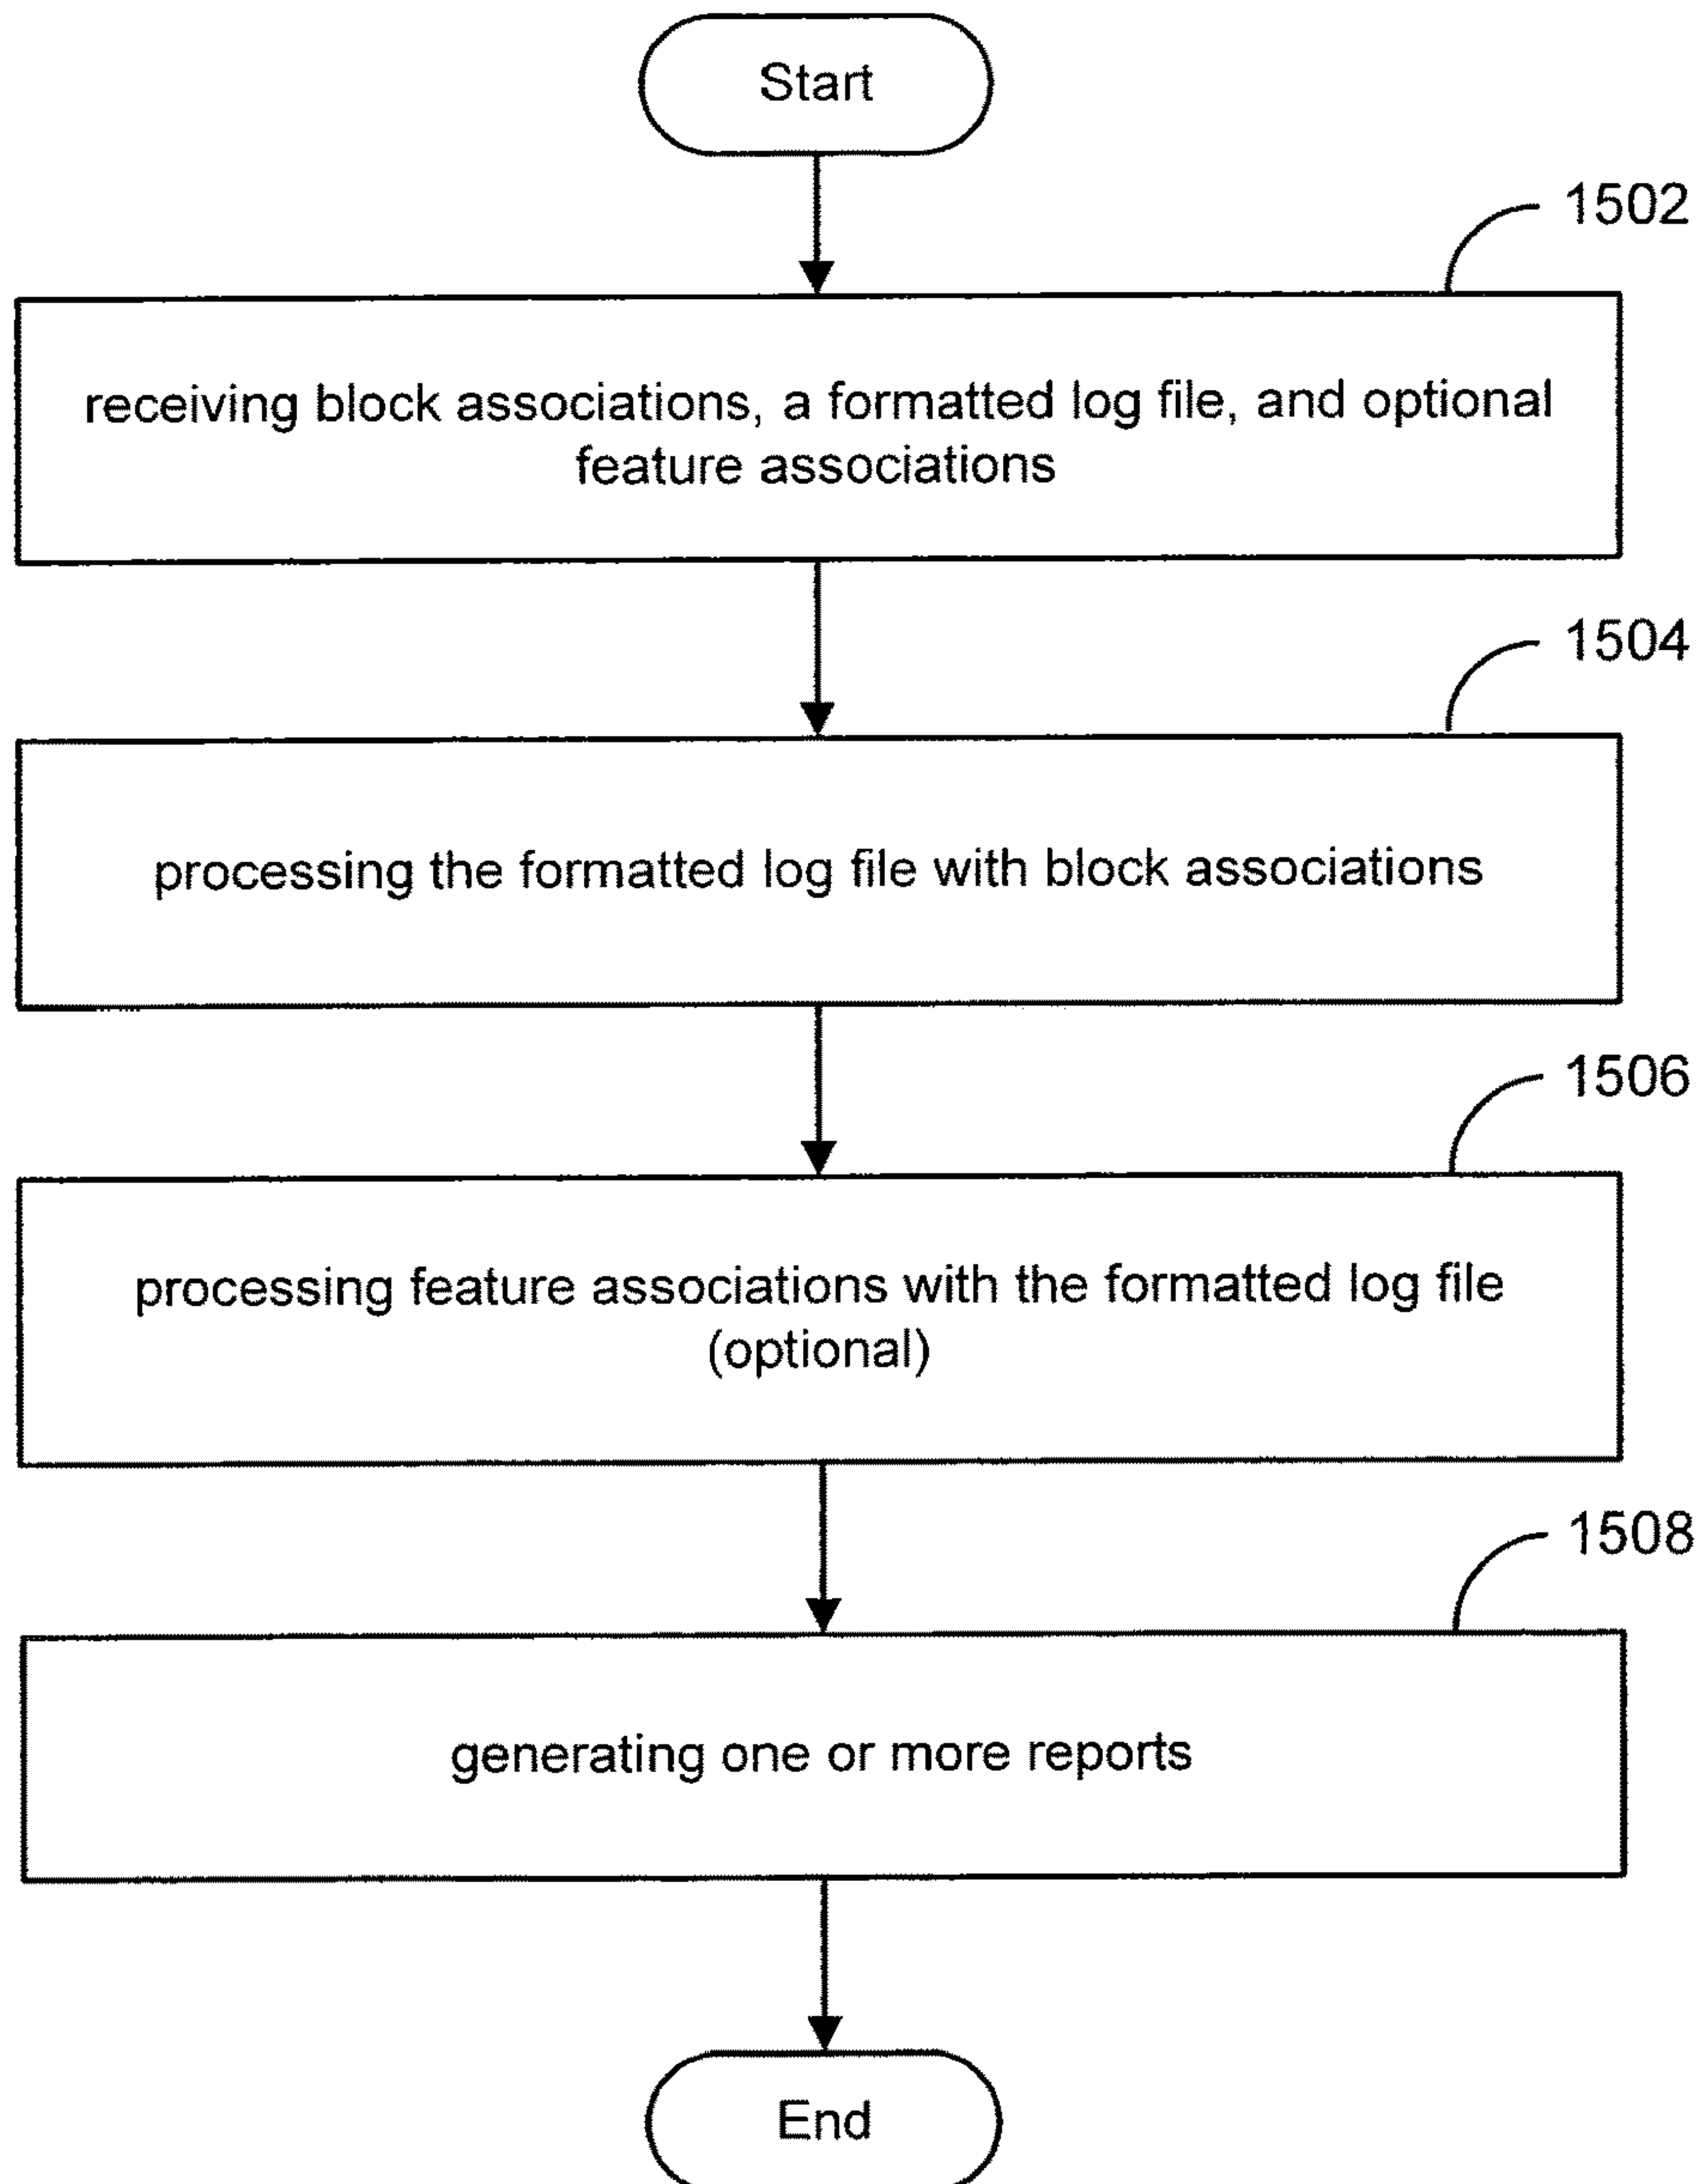 Start
1502
receiving block associations, a formatted log file, and optional
feature associations
1504
processing the formatted log file with block associations
1506
processing feature associations with the formatted log file
(optional)
1508
generating one or more reports
End